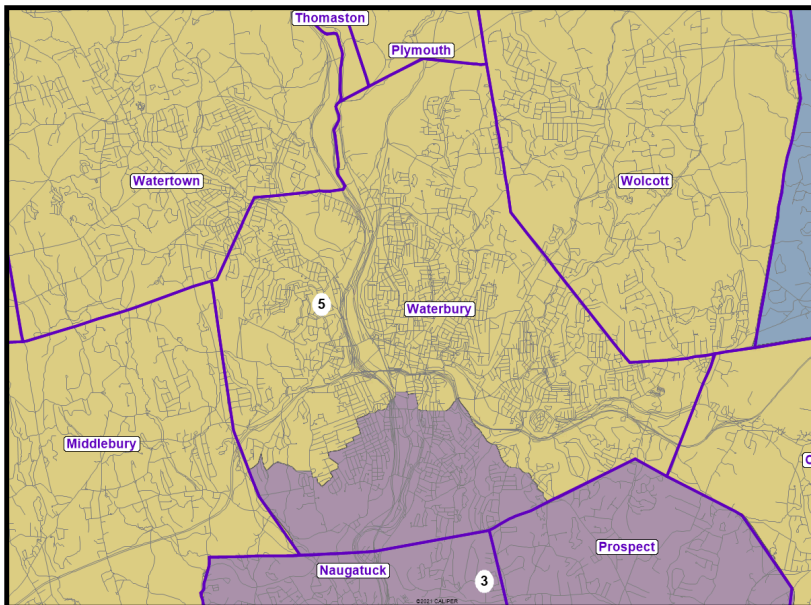 Thomaston
Plymouth
Watertown
Wolcott
5
Waterbury
Middlebury
Prospect
Naugatuck
3
©2021 CALIPER